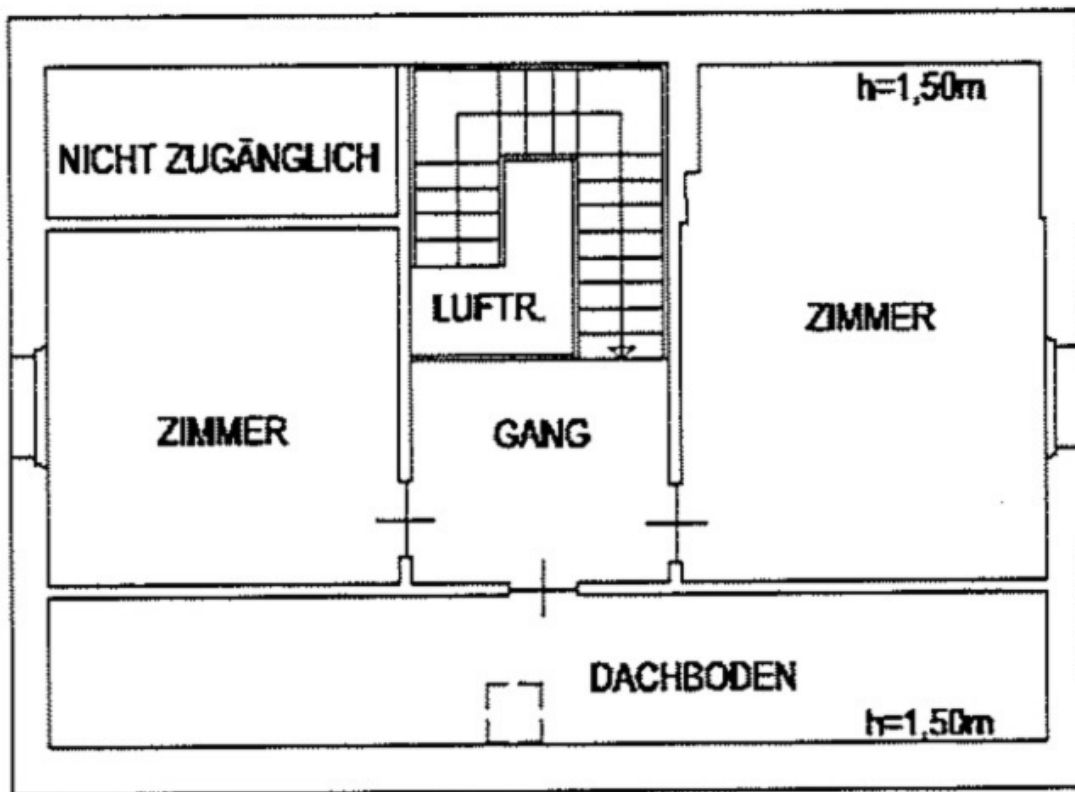 h=1,50m
NICHT ZUGÄNGLICH
LUFTR.
ZIMMER
ZIMMER
GANG
DACHBODEN
h=1,50m